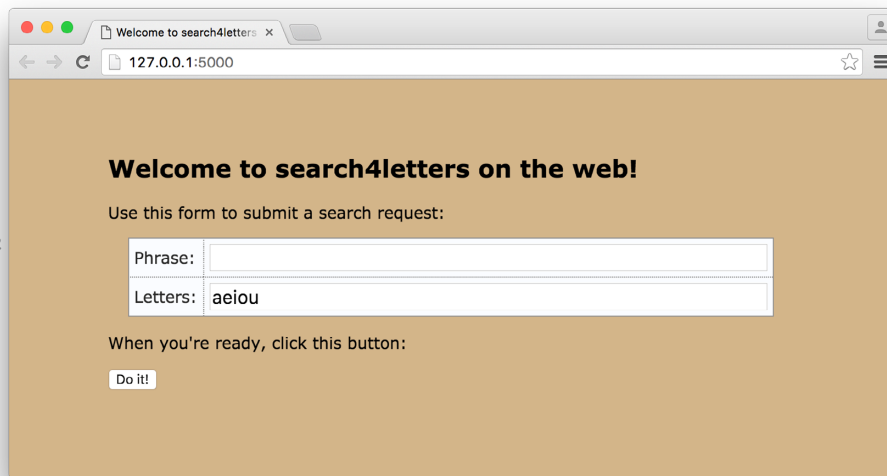 Welcome to search4letters
127.0.0.1:5000
Welcome to search4letters on the web!
Use this form to submit a search request:
Phrase:
Letters: aeiou
When you're ready, click this button:
Do it!